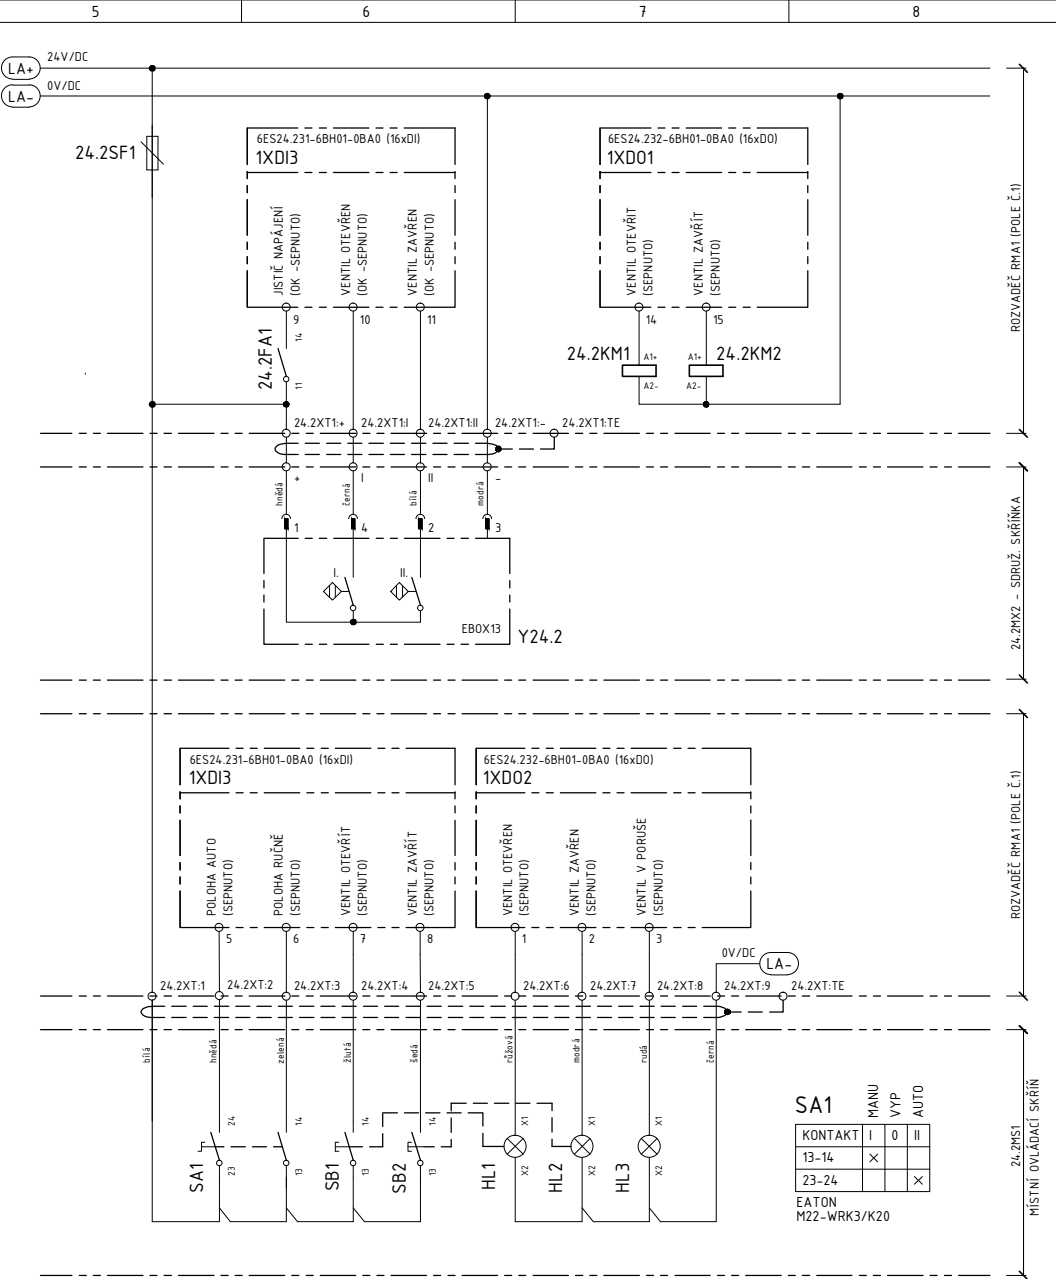 5 6 7 8
LA+ 24V/DC
LA- 0V/DC
24.2SF1
6ES24.231-6BH01-0BA0 (16xDI)
1XDI3
JISTIČ NAPÁJENÍ
(OK -SEPNUTO)
VENTIL OTEVŘEN
(OK -SEPNUTO)
VENTIL ZAVŘEN
(OK -SEPNUTO)
9 10 11
6ES24.232-6BH01-0BA0 (16xDO)
1XDO1
VENTIL OTEVŘIT
(SEPNUTO)
VENTIL ZAVŘÍT
(SEPNUTO)
14 15
ROZVADĚČ RMA1 (POLE Č.1)
24.2FA1
14
11
24.2KM1
A1+
A2-
A1+
A2-
24.2KM2
24.2XT1:+ 24.2XT1:I 24.2XT1:II 24.2XT1:- 24.2XT1:TE
+ I II -
hnědá černá bílá modrá
1 4 2 3
I. II.
EBOX13
Y24.2
24.2MX2 - SDRUŽ. SKŘÍŇKA
6ES24.231-6BH01-0BA0 (16xDI)
1XDI3
POLOHA AUTO
(SEPNUTO)
POLOHA RUČNĚ
(SEPNUTO)
VENTIL OTEVŘÍT
(SEPNUTO)
VENTIL ZAVŘÍT
(SEPNUTO)
5 6 7 8
6ES24.232-6BH01-0BA0 (16xDO)
1XDO2
VENTIL OTEVŘEN
(SEPNUTO)
VENTIL ZAVŘEN
(SEPNUTO)
VENTIL V PORUŠE
(SEPNUTO)
1 2 3
ROZVADĚČ RMA1 (POLE Č.1)
0V/DC LA-
24.2XT:1 24.2XT:2 24.2XT:3 24.2XT:4 24.2XT:5 24.2XT:6 24.2XT:7 24.2XT:8 24.2XT:9 24.2XT:TE
bílá hnědá zelená žlutá šedá růžová modrá rudá černá
24 14 14 14 X1 X1 X1
23 13 13 13 X2 X2 X2
SA1 SB1 SB2 HL1 HL2 HL3
SA1 MANU VYP AUTO
KONTAKT I 0 II
13-14 ×
23-24 ×
EATON
M22-WRK3/K20
24.2MS1
MÍSTNÍ OVLÁDACÍ SKŘÍŇ